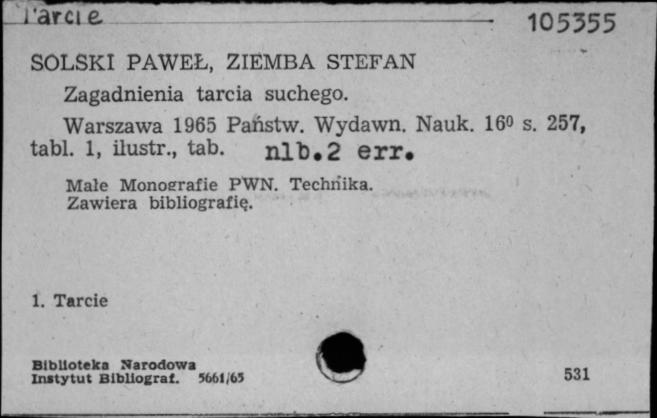 Tarcie
105355
SOLSKI PAWEŁ, ZIEMBA STEFAN
Zagadnienia tarcia suchego.
Warszawa 1965 Państw. Wydawn. Nauk. 16⁰ s. 257,
tabl. 1, ilustr., tab. nlb.2 err.
Małe Monografie PWN. Technika.
Zawiera bibliografię.
1. Tarcie
Biblioteka Narodowa
Instytut Bibliograf. 5661/65
531